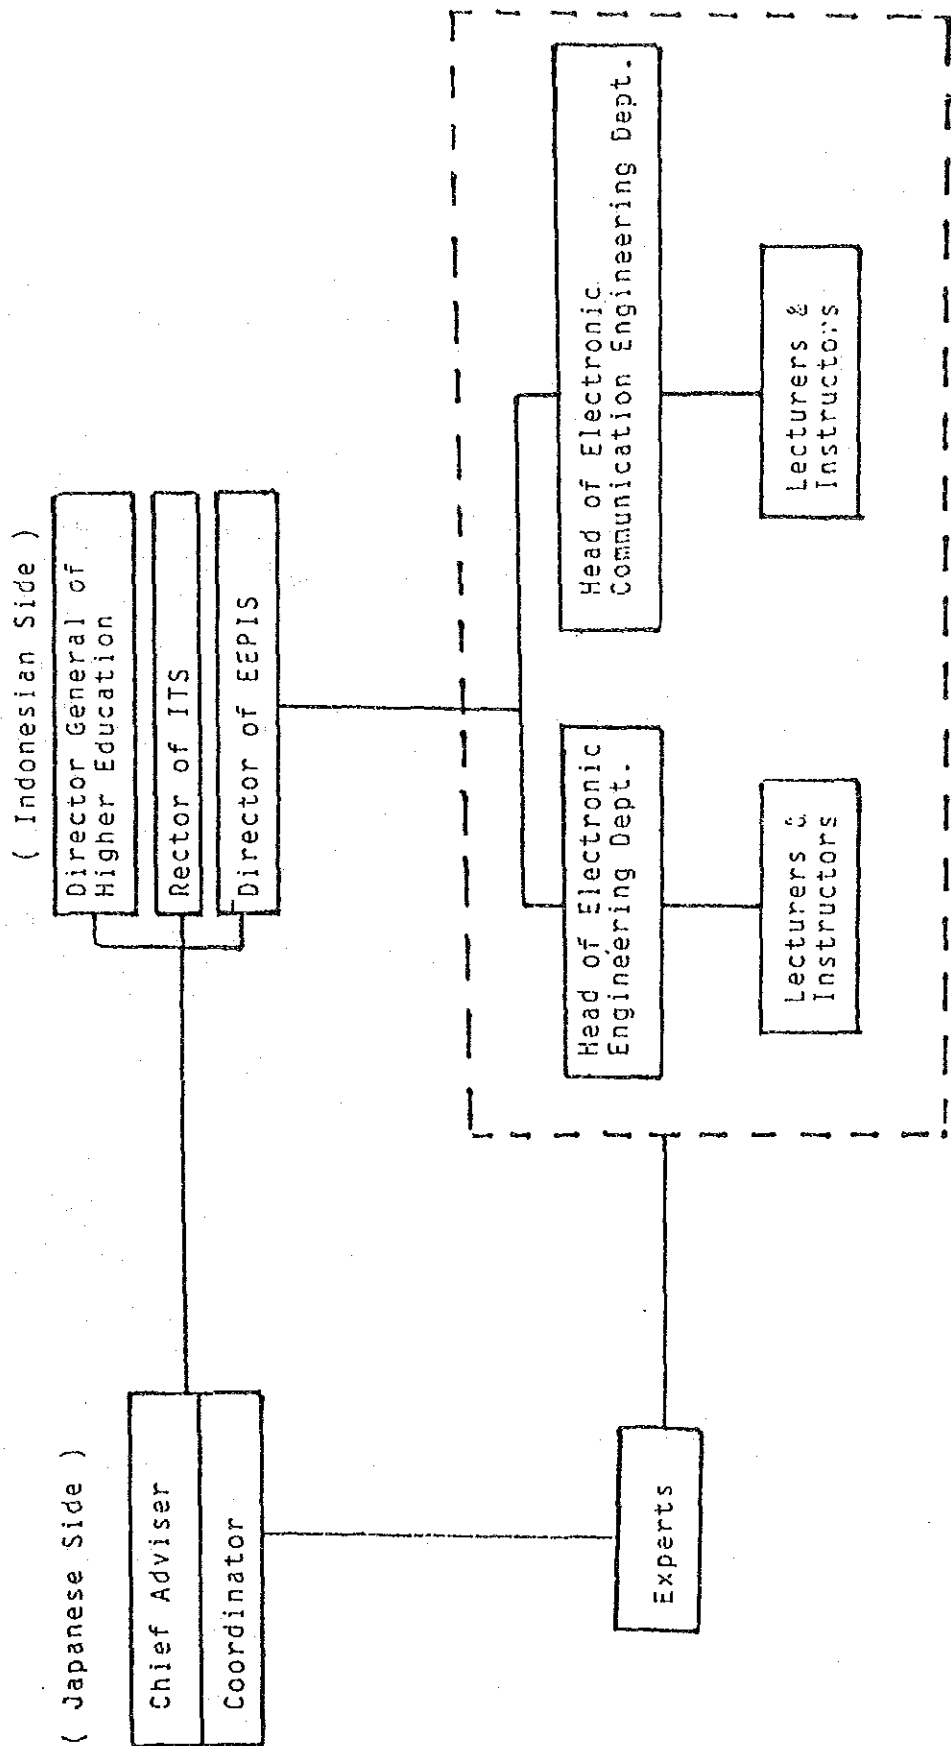 ( Japanese Side )
Chief Adviser
Coordinator
Experts
( Indonesian Side )
Director General of
Higher Education
Rector of ITS
Director of EEPIS
Head of Electronic
Engineering Dept.
Lecturers &
Instructors
Head of Electronic
Communication Engineering Dept.
Lecturers &
Instructors